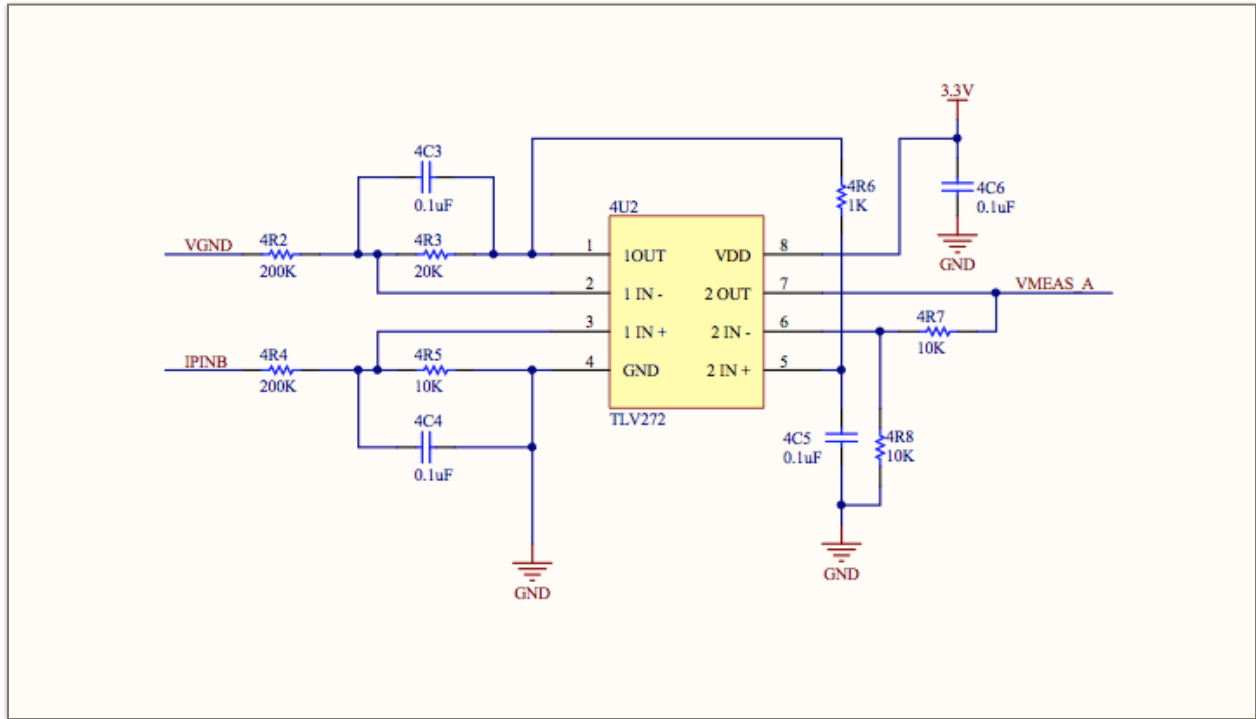 3.3V
4C3
0.1uF
4R6
1K
4C6
0.1uF
GND
4U2
VGND
4R2
200K
4R3
20K
1
1OUT
VDD
8
2
1 IN -
2 OUT
7
VMEAS_A
3
1 IN +
2 IN -
6
4R7
10K
IPINB
4R4
200K
4R5
10K
4
GND
2 IN +
5
TLV272
4C4
0.1uF
4C5
0.1uF
4R8
10K
GND
GND